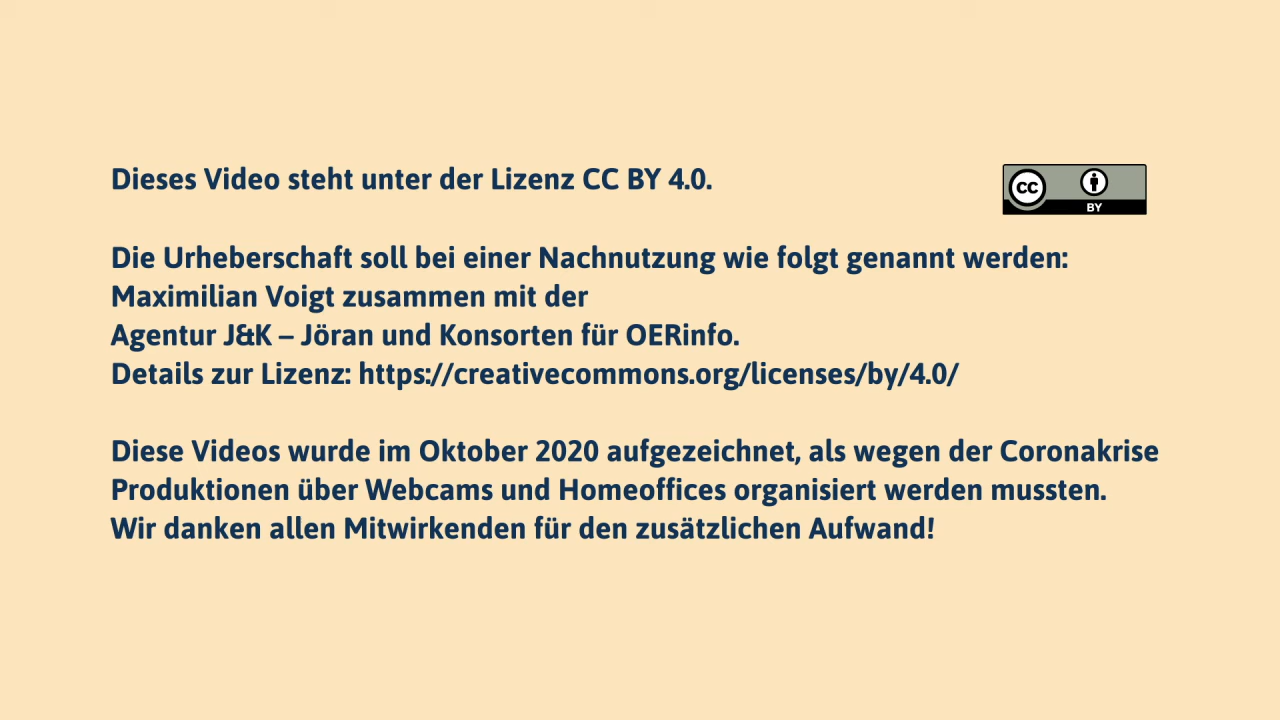 Dieses Video steht unter der Lizenz CC BY 4.0.
CC
BY
Die Urheberschaft soll bei einer Nachnutzung wie folgt genannt werden:
Maximilian Voigt zusammen mit der
Agentur J&K – Jöran und Konsorten für OERinfo.
Details zur Lizenz: https://creativecommons.org/licenses/by/4.0/
Diese Videos wurde im Oktober 2020 aufgezeichnet, als wegen der Coronakrise
Produktionen über Webcams und Homeoffices organisiert werden mussten.
Wir danken allen Mitwirkenden für den zusätzlichen Aufwand!